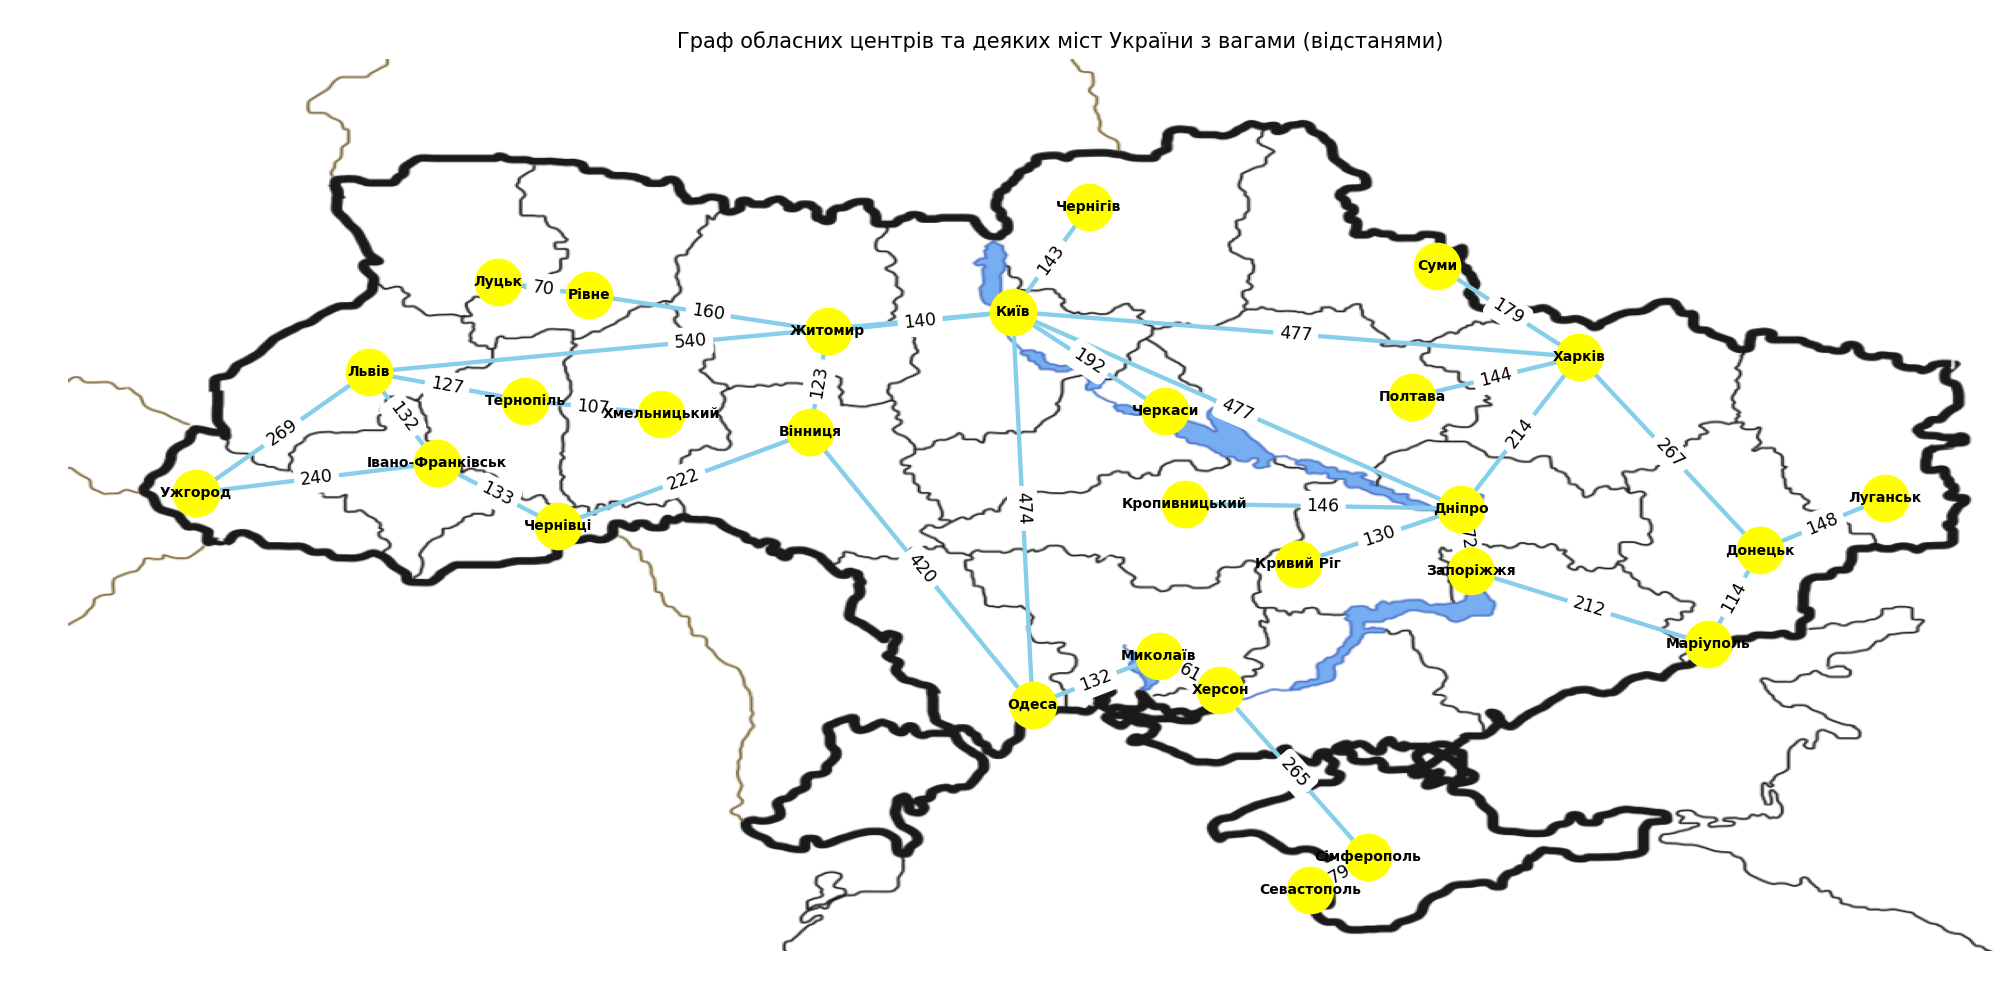 Граф обласних центрів та деяких міст України з вагами (відстанями)
Чернігів
143
Суми
179
Луцьк
70
Рівне
160
Житомир
140
Київ
540
477
Харків
192
Львів
127
Тернопіль
107
Хмельницький
123
144
Полтава
132
269
Вінниця
Черкаси
477
214
267
Івано-Франківськ
240
Ужгород
133
222
Чернівці
474
Кропивницький
146
Дніпро
Луганськ
148
130
72
Донецьк
420
Кривий Ріг
Запоріжжя
212
114
Маріуполь
Миколаїв
61
132
Херсон
Одеса
265
Сімферополь
79
Севастополь